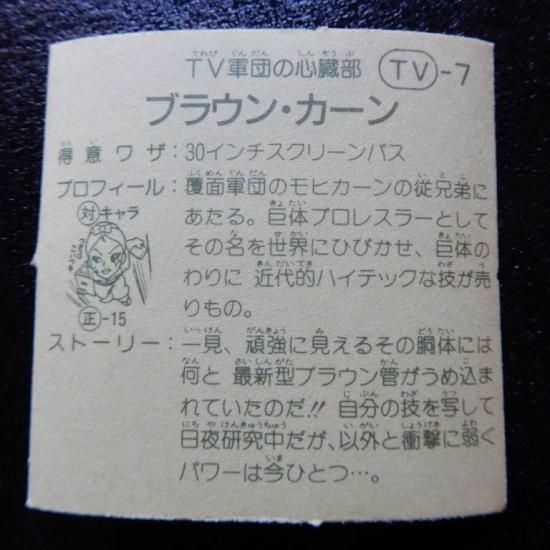 TV軍団の心臓部 TV-7
ブラウン・カーン
得意ワザ:30インチスクリーンパス
プロフィール:覆面軍団のモヒカーンの従兄弟に
あたる。巨体プロレスラーとして
その名を世界にひびかせ、巨体の
わりに 近代的ハイテックな技が売
りもの。
対キャラ
正-15
ストーリー:一見、頑強に見えるその胴体には
何と 最新型ブラウン管がうめ込ま
れていたのだ!! 自分の技を写して
日夜研究中だが、以外と衝撃に弱く
パワーは今ひとつ…。